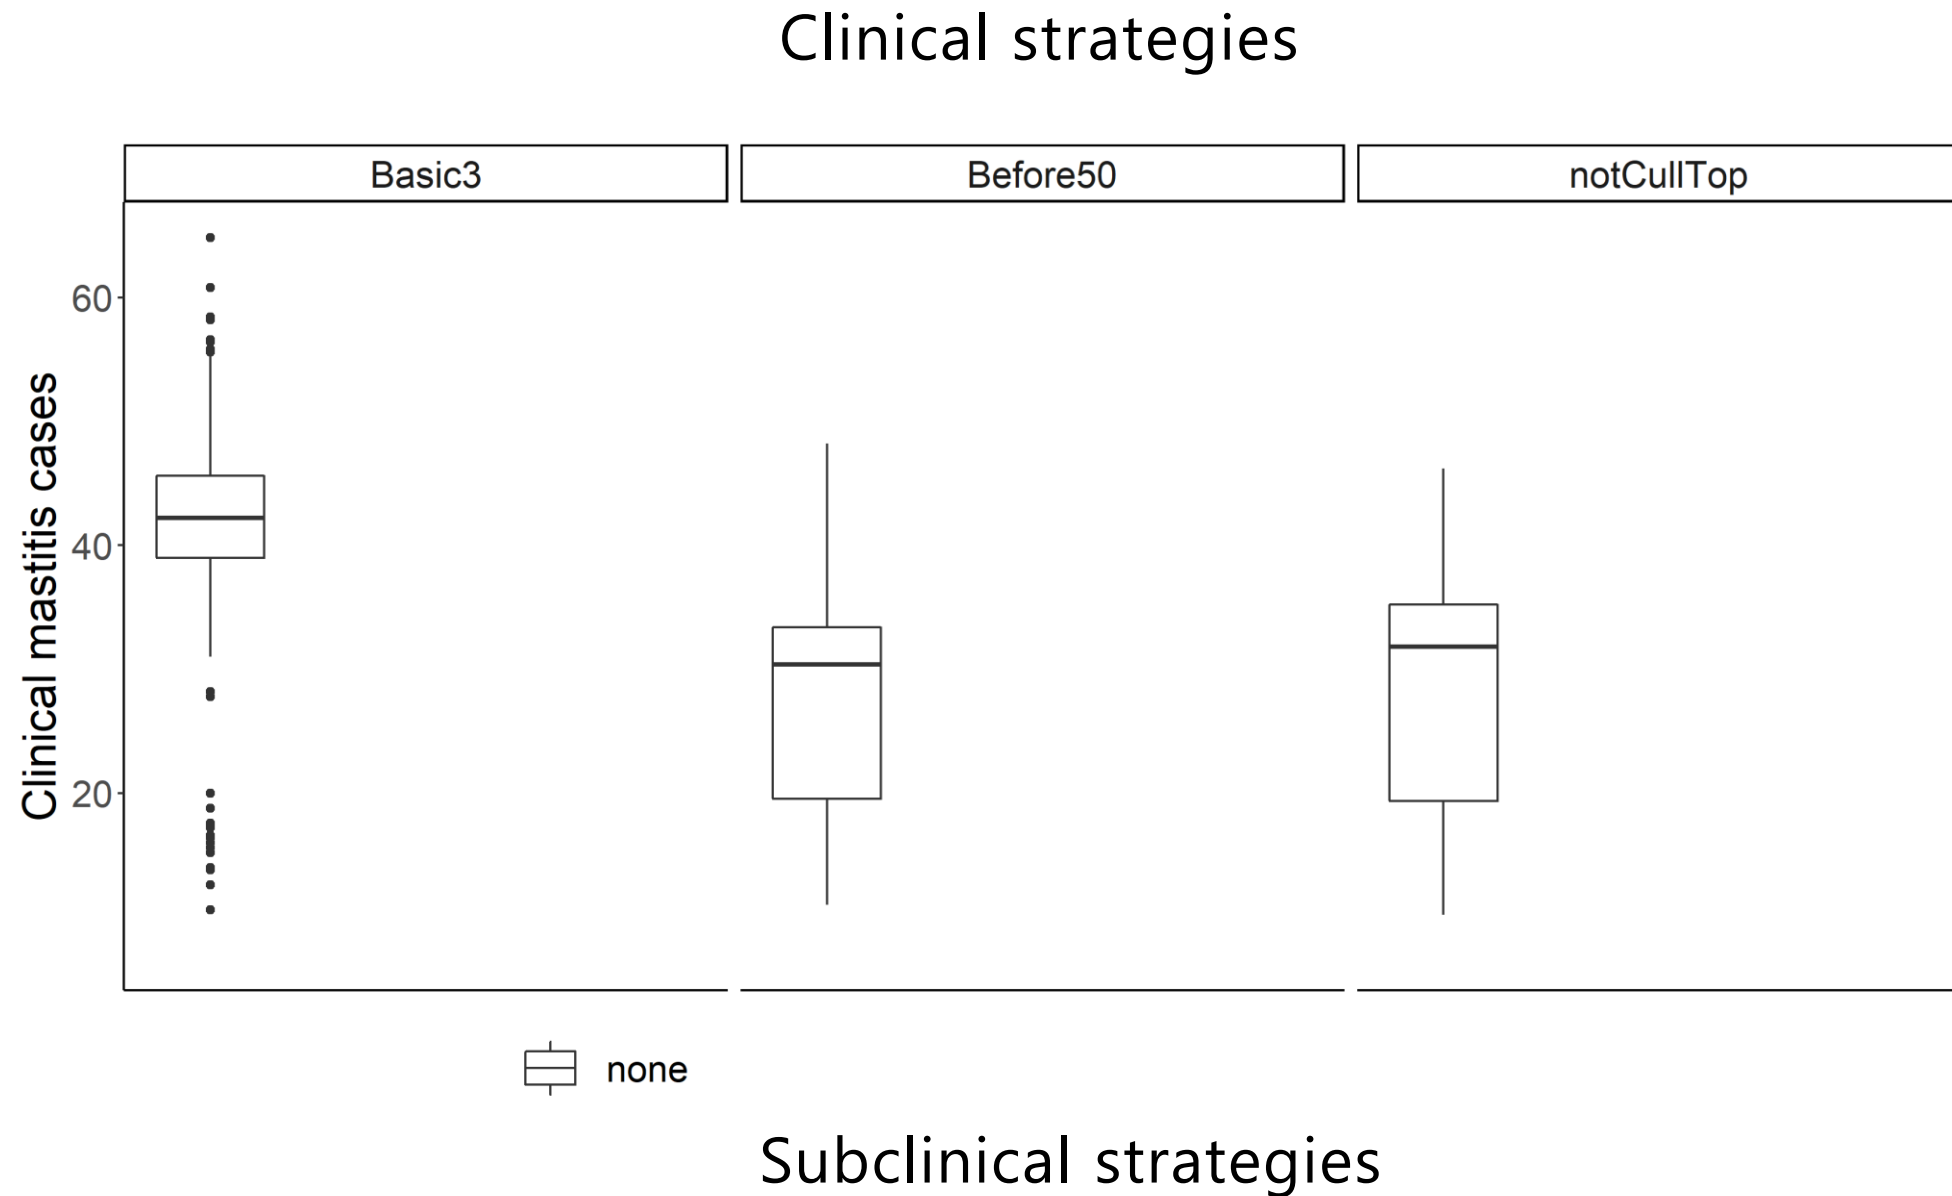 Clinical strategies
Basic3
Before50
notCullTop
60
40
20
Clinical mastitis cases
none
Subclinical strategies